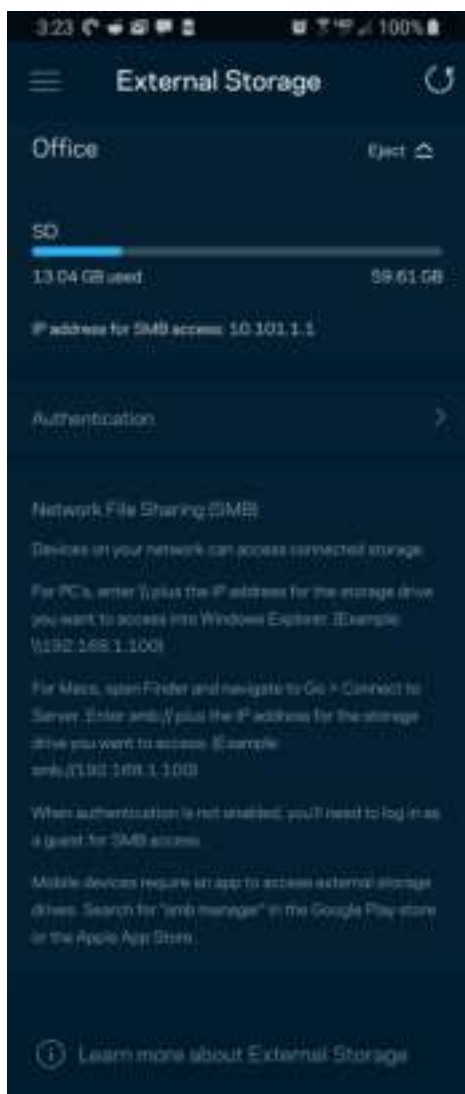 3:23 100%
External Storage
Office Eject
SD
13.04 GB used 59.61 GB
IP address for SMB access: 10.101.1.1
Authentication
Network File Sharing (SMB)
Devices on your network can access connected storage.
For PC's, enter \\ plus the IP address for the storage drive
you want to access into Windows Explorer. (Example:
\\192.168.1.100)
For Macs, open Finder and navigate to Go > Connect to
Server. Enter smb:// plus the IP address for the storage
drive you want to access. (Example:
smb://192.168.1.100)
When authentication is not enabled, you'll need to log in as
a guest for SMB access.
Mobile devices require an app to access external storage
drives. Search for "smb manager" in the Google Play store
or the Apple App Store.
Learn more about External Storage